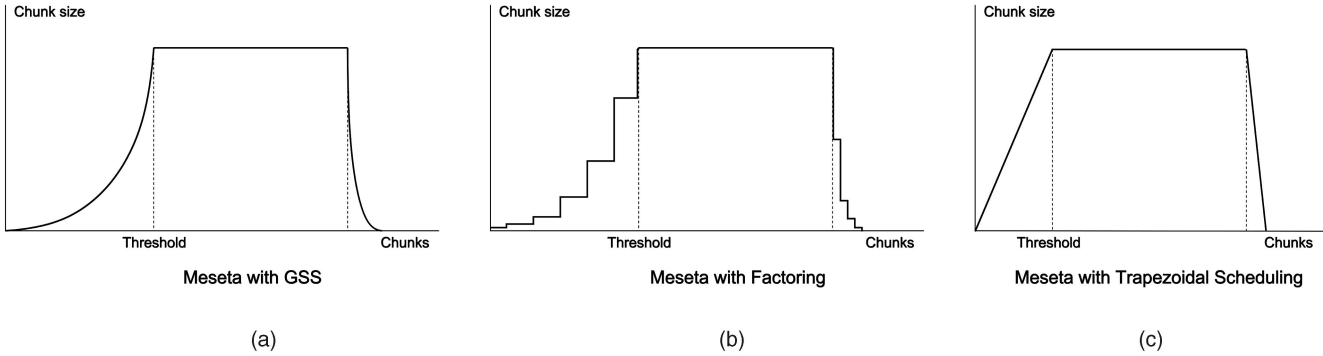 Chunk size
Threshold
Chunks
Meseta with GSS
(a)
Chunk size
Threshold
Chunks
Meseta with Factoring
(b)
Chunk size
Threshold
Chunks
Meseta with Trapezoidal Scheduling
(c)